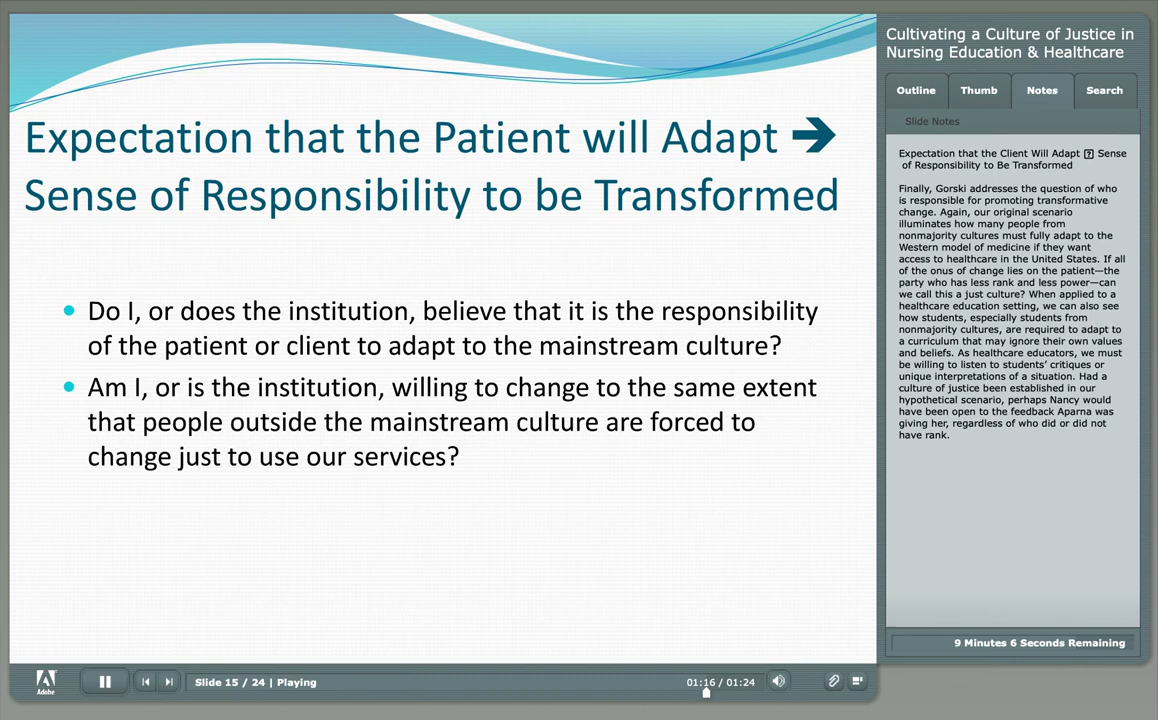 Expectation that the Patient will Adapt ➔
Sense of Responsibility to be Transformed
• Do I, or does the institution, believe that it is the responsibility
of the patient or client to adapt to the mainstream culture?
• Am I, or is the institution, willing to change to the same extent
that people outside the mainstream culture are forced to
change just to use our services?
Adobe
Slide 15 / 24 | Playing
01:16 / 01:24
Cultivating a Culture of Justice in
Nursing Education & Healthcare
Outline Thumb Notes Search
Slide Notes
Expectation that the Client Will Adapt ? Sense
of Responsibility to Be Transformed
Finally, Gorski addresses the question of who
is responsible for promoting transformative
change. Again, our original scenario
illuminates how many people from
nonmajority cultures must fully adapt to the
Western model of medicine if they want
access to healthcare in the United States. If all
of the onus of change lies on the patient—the
party who has less rank and less power—can
we call this a just culture? When applied to a
healthcare education setting, we can also see
how students, especially students from
nonmajority cultures, are required to adapt to
a curriculum that may ignore their own values
and beliefs. As healthcare educators, we must
be willing to listen to students’ critiques or
unique interpretations of a situation. Had a
culture of justice been established in our
hypothetical scenario, perhaps Nancy would
have been open to the feedback Aparna was
giving her, regardless of who did or did not
have rank.
9 Minutes 6 Seconds Remaining